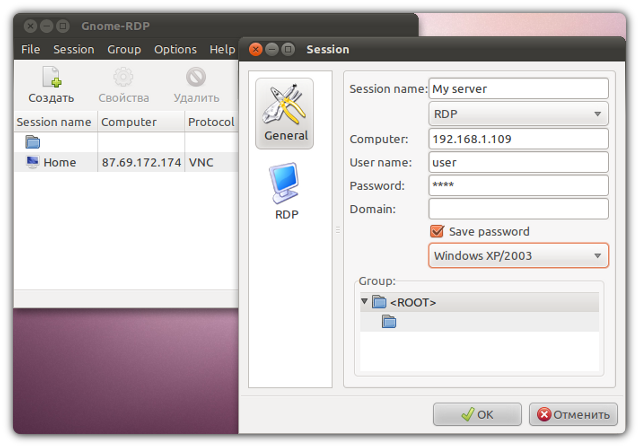 Gnome-RDP
File Session Group Options Help
Создать Свойства Удалить
Session name Computer Protocol
Home 87.69.172.174 VNC
Session
General
RDP
Session name: My server
RDP
Computer: 192.168.1.109
User name: user
Password: ****
Domain:
Save password
Windows XP/2003
Group:
<ROOT>
OK Отменить